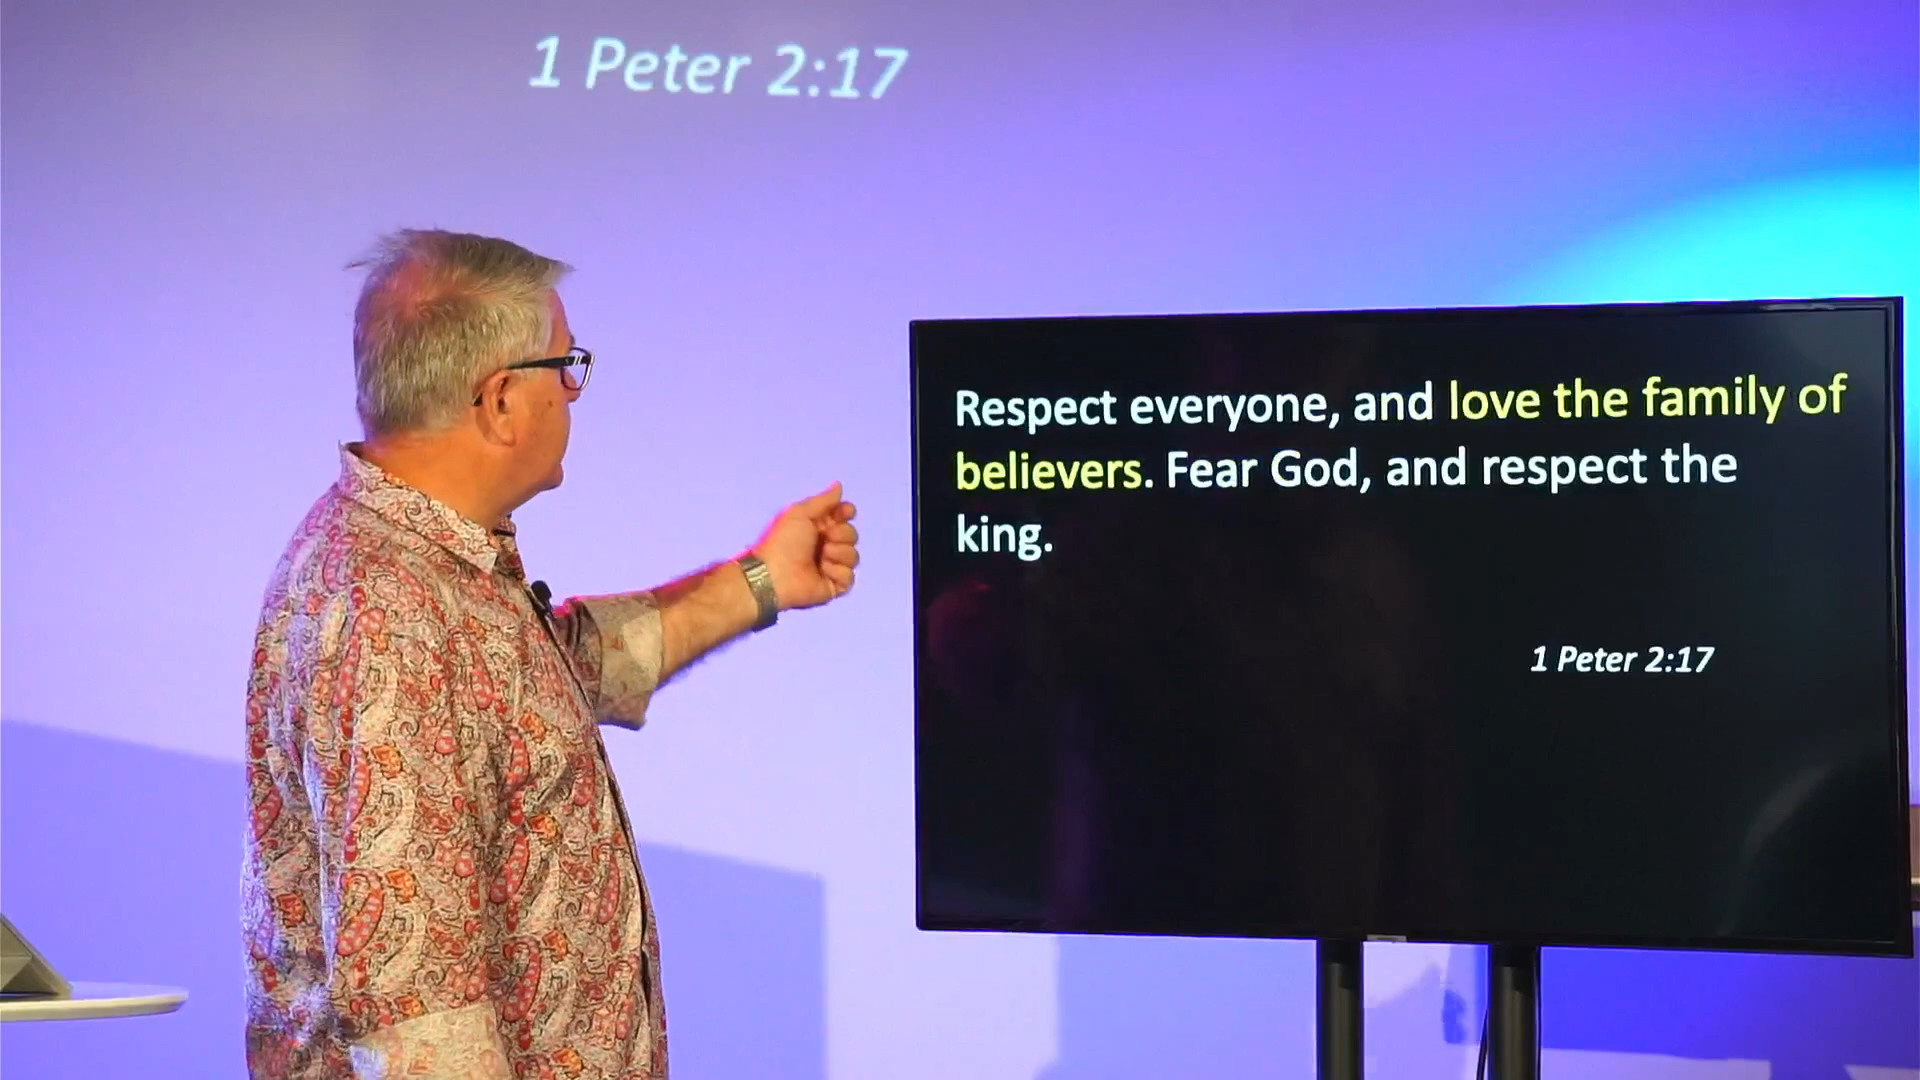 1 Peter 2:17
Respect everyone, and love the family of
believers. Fear God, and respect the
king.
1 Peter 2:17